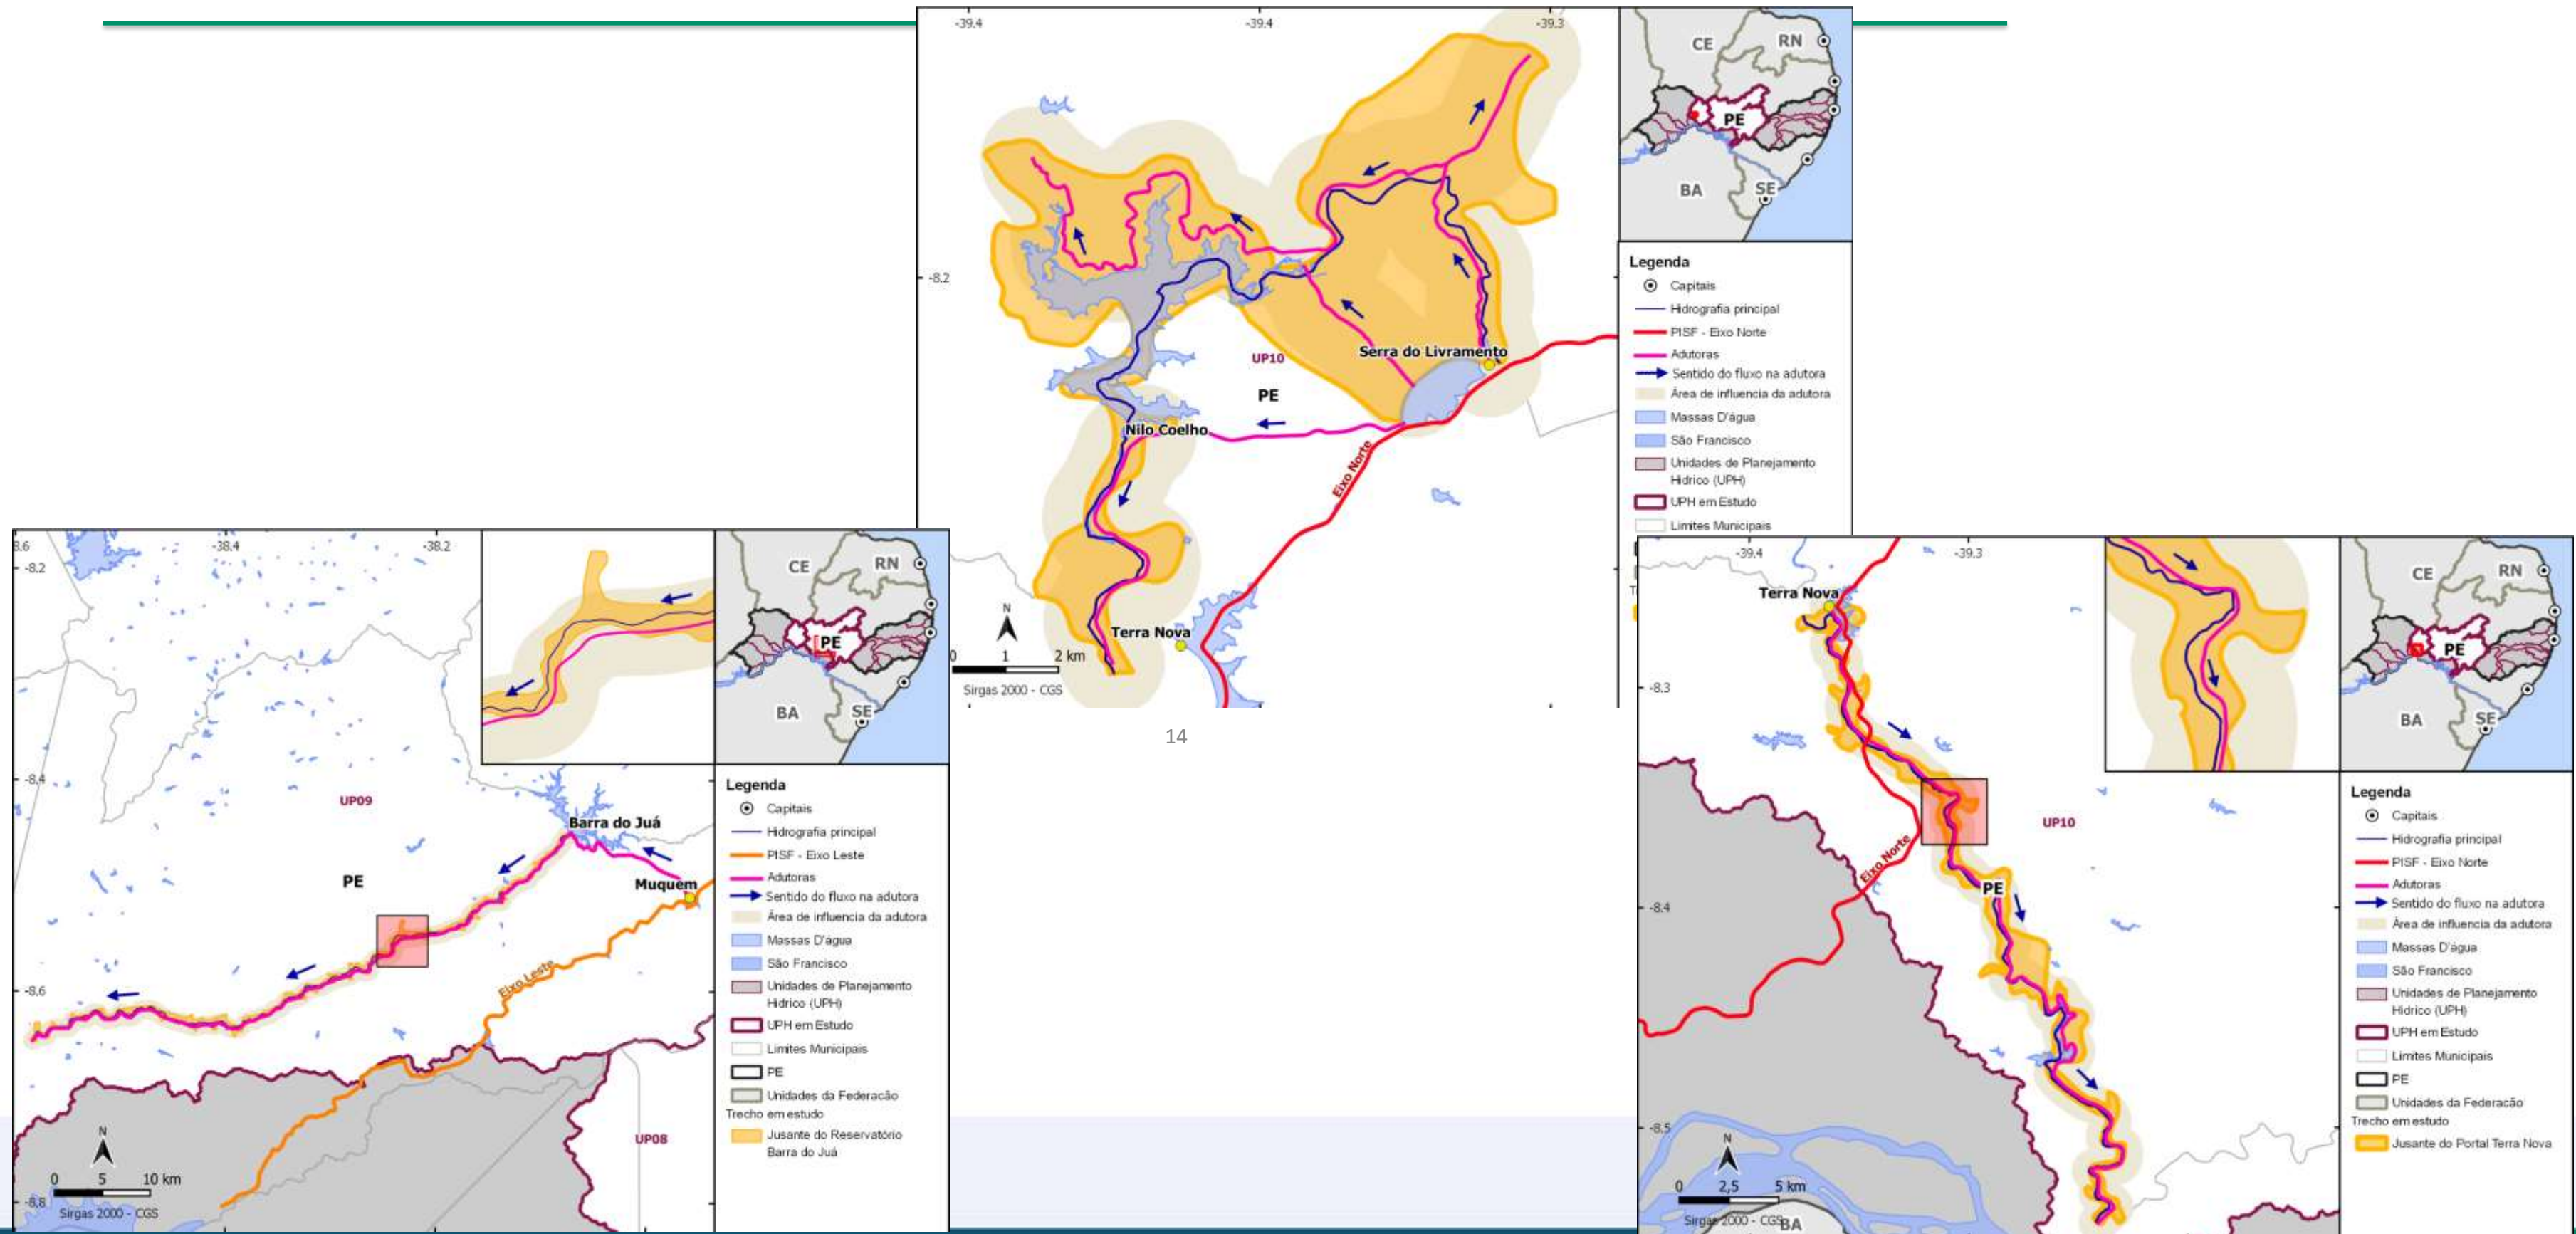 -39.4
-39.4
-39.3
-8.2
UP10
PE
Serra do Livramento
Nilo Coelho
Eixo Norte
Terra Nova
N
0 1 2 km
Sirgas 2000 - CGS
CE
RN
PE
BA
SE
Legenda
Capitais
Hidrografia principal
PISF - Eixo Norte
Adutoras
Sentido do fluxo na adutora
Área de influencia da adutora
Massas D'água
São Francisco
Unidades de Planejamento
Hídrico (UPH)
UPH em Estudo
Limites Municipais
14
8.6
-38.4
-38.2
-8.2
-8.4
-8.6
-8.8
UP09
PE
Barra do Juá
Muquem
Eixo Leste
UP08
N
0 5 10 km
Sirgas 2000 - CGS
CE
RN
PE
BA
SE
Legenda
Capitais
Hidrografia principal
PISF - Eixo Leste
Adutoras
Sentido do fluxo na adutora
Área de influencia da adutora
Massas D'água
São Francisco
Unidades de Planejamento
Hídrico (UPH)
UPH em Estudo
Limites Municipais
PE
Unidades da Federacão
Trecho em estudo
Jusante do Reservatório
Barra do Juá
-39.4
-39.3
-8.3
-8.4
-8.5
Terra Nova
UP10
Eixo Norte
PE
N
0 2,5 5 km
Sirgas 2000 - CGS
BA
CE
RN
PE
BA
SE
Legenda
Capitais
Hidrografia principal
PISF - Eixo Norte
Adutoras
Sentido do fluxo na adutora
Área de influencia da adutora
Massas D'água
São Francisco
Unidades de Planejamento
Hídrico (UPH)
UPH em Estudo
Limites Municipais
PE
Unidades da Federacão
Trecho em estudo
Jusante do Portal Terra Nova